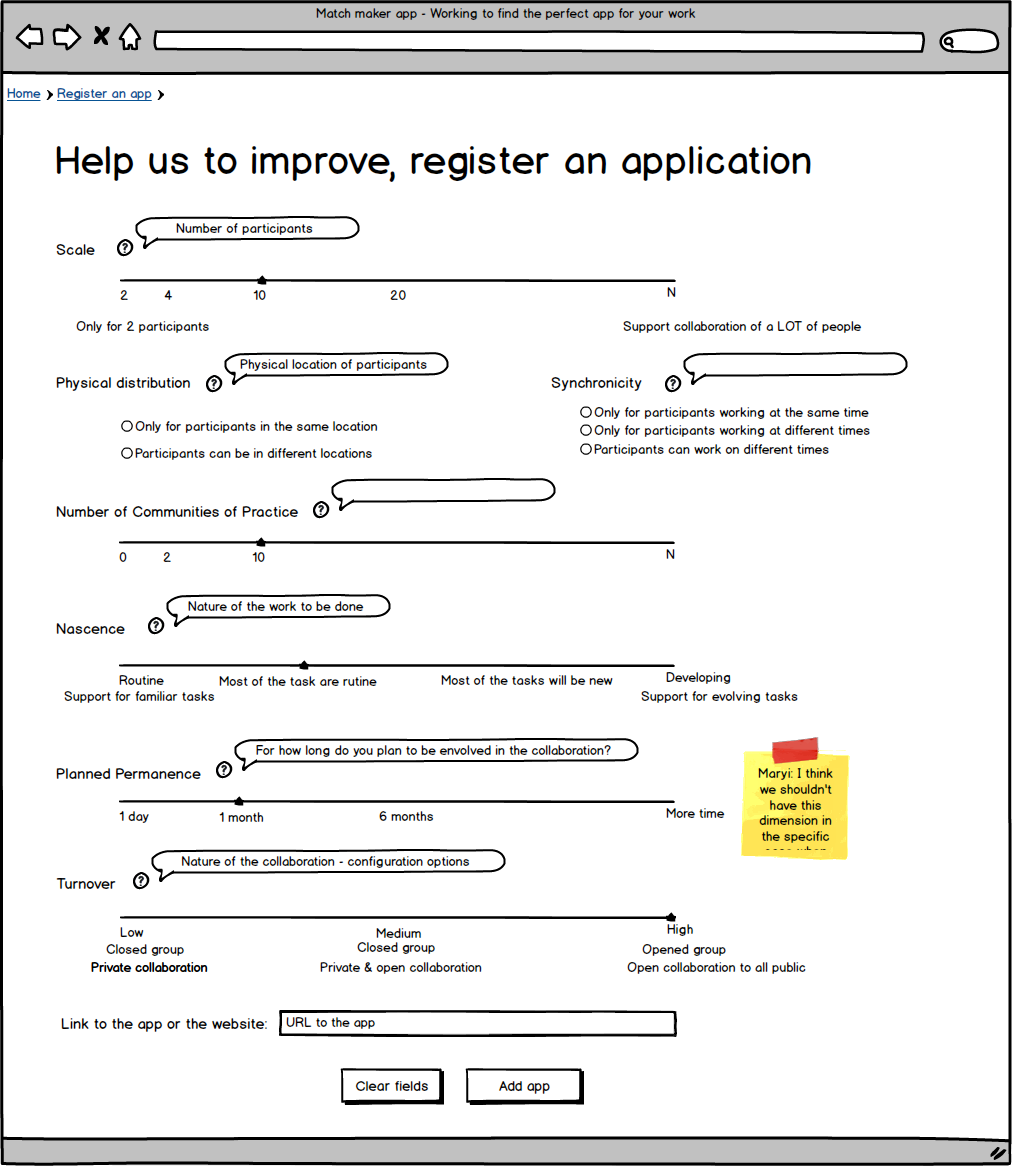 Match maker app - Working to find the perfect app for your work
Home
Register an app
Help us to improve, register an application
Number of participants
Scale ?
2 4 10 20 N
Only for 2 participants Support collaboration of a LOT of people
Physical location of participants
Physical distribution ?
Only for participants in the same location
Participants can be in different locations
Synchronicity ?
Only for participants working at the same time
Only for participants working at different times
Participants can work on different times
Number of Communities of Practice ?
0 2 10 N
Nature of the work to be done
Nascence ?
Routine Most of the task are rutine Most of the tasks will be new Developing
Support for familiar tasks Support for evolving tasks
For how long do you plan to be envolved in the collaboration?
Planned Permanence ?
1 day 1 month 6 months More time
Maryi: I think
we shouldn't
have this
dimension in
the specific
Nature of the collaboration - configuration options
Turnover ?
Low Medium High
Closed group Closed group Opened group
Private collaboration Private & open collaboration Open collaboration to all public
Link to the app or the website: URL to the app
Clear fields Add app